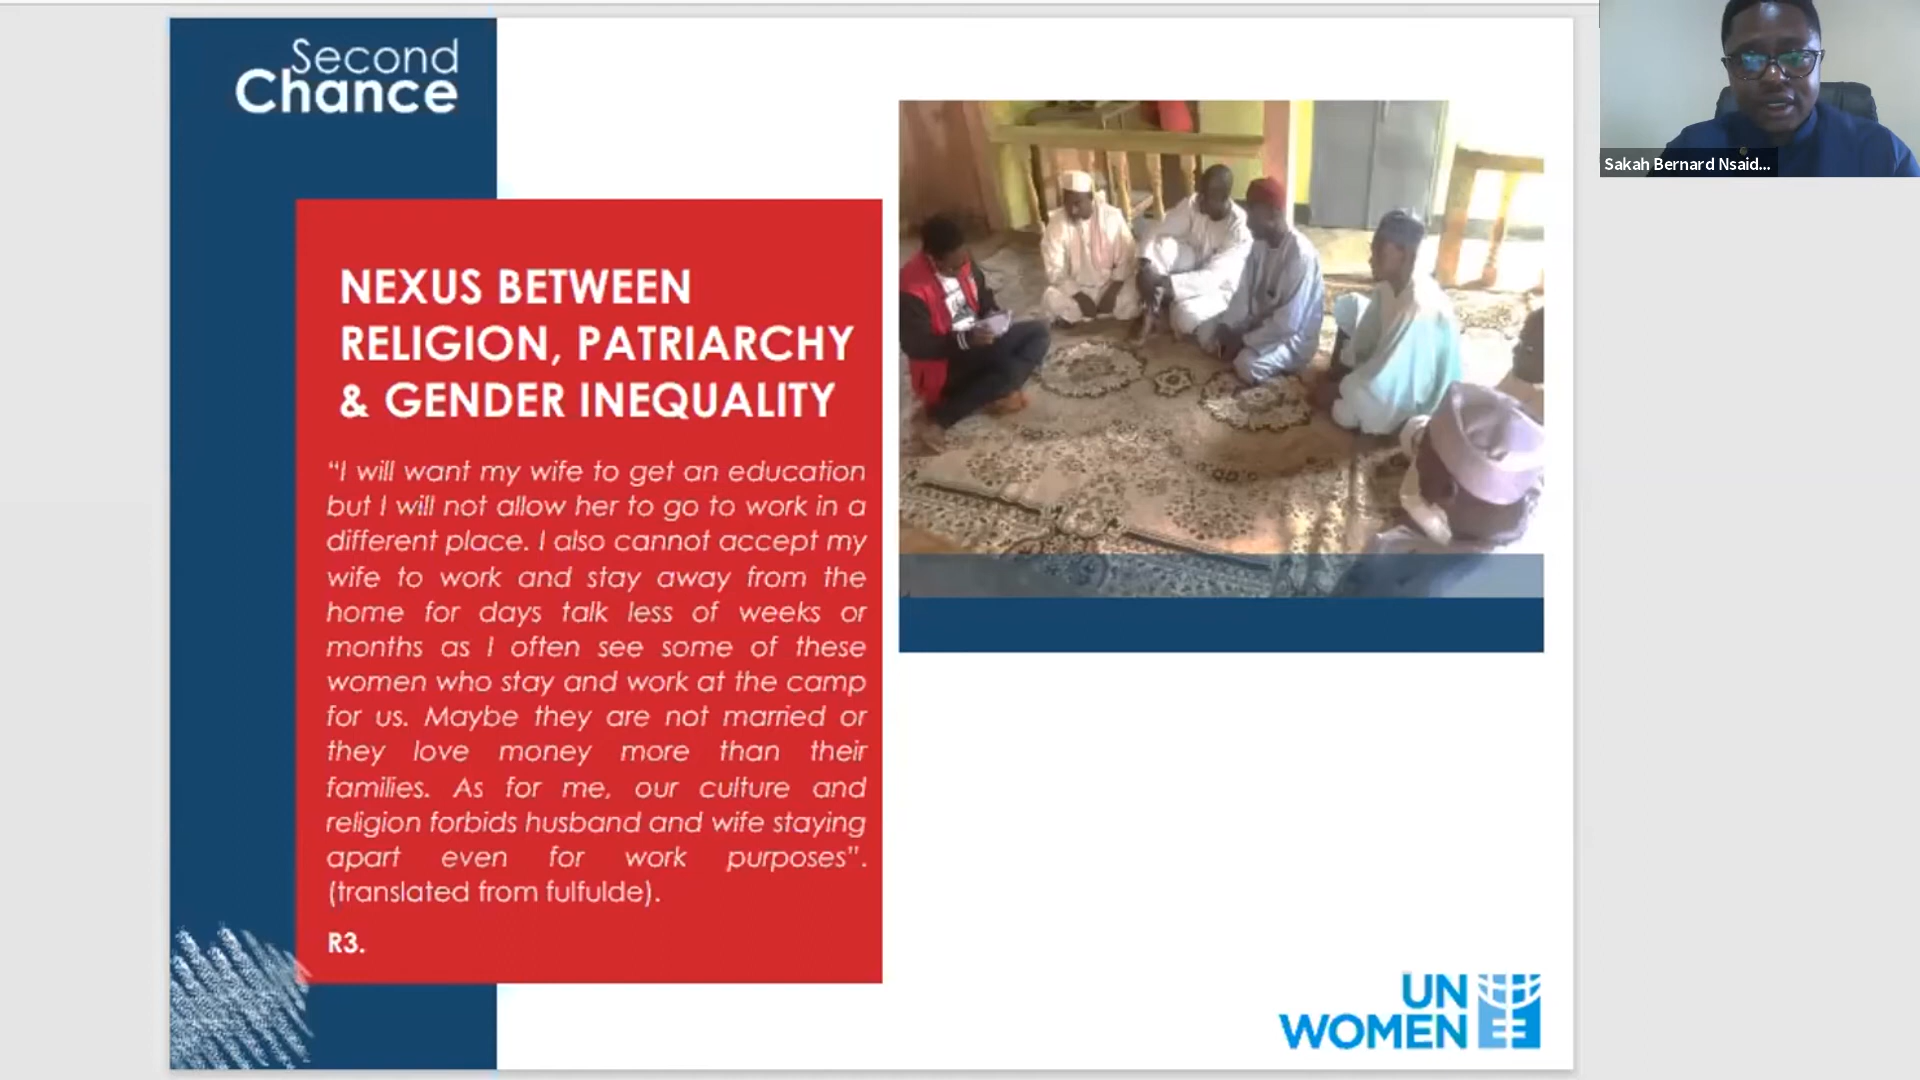 Second
Chance
NEXUS BETWEEN
RELIGION, PATRIARCHY
& GENDER INEQUALITY
“I will want my wife to get an education
but I will not allow her to go to work in a
different place. I also cannot accept my
wife to work and stay away from the
home for days talk less of weeks or
months as I often see some of these
women who stay and work at the camp
for us. Maybe they are not married or
they love money more than their
families. As for me, our culture and
religion forbids husband and wife staying
apart even for work purposes”.
(translated from fulfulde).
R3.
UN
WOMEN
Sakah Bernard Nsaid...